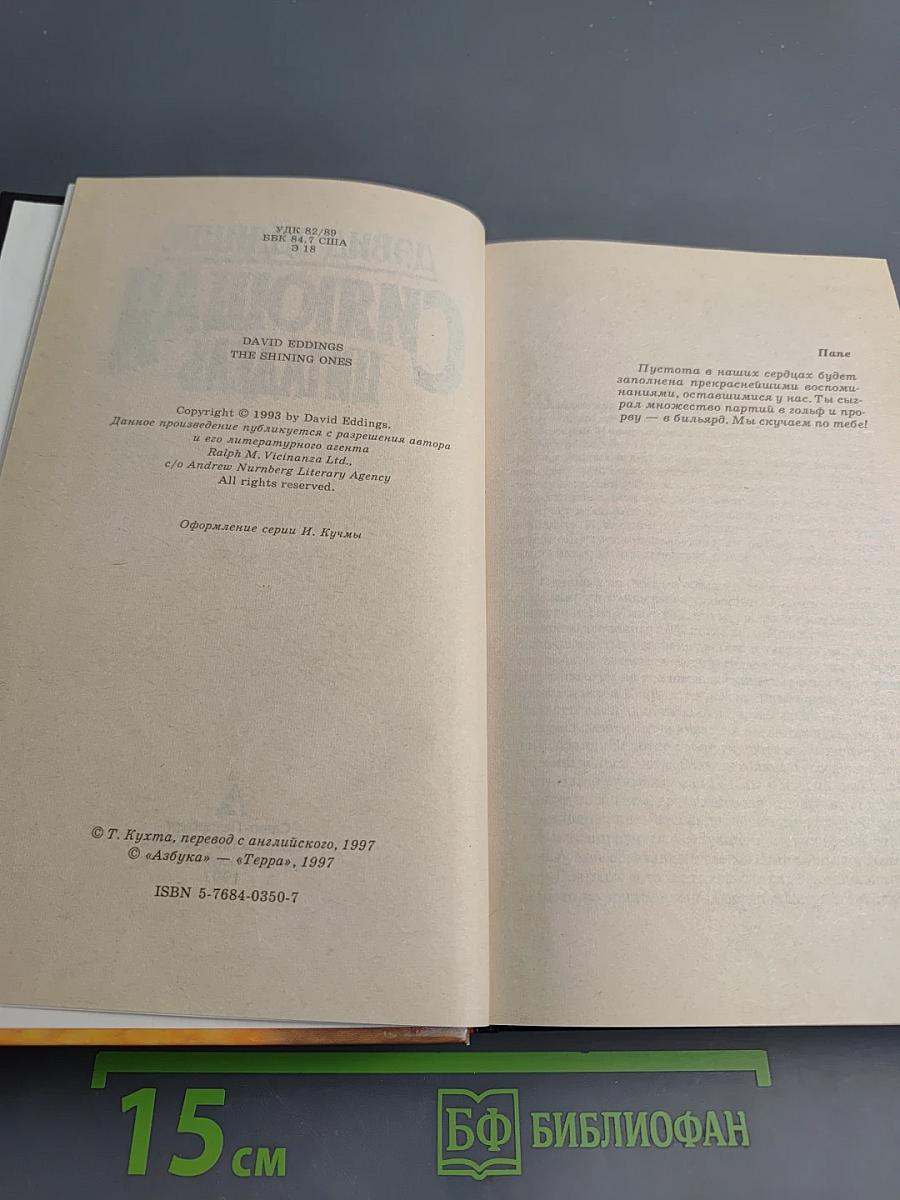 УДК 82/89
ББК 84.7 США
Э 18
DAVID EDDINGS
THE SHINING ONES
Copyright © 1993 by David Eddings.
Данное произведение публикуется с разрешения автора
и его литературного агента
Ralph M. Vicinanza Ltd.,
c/o Andrew Nurnberg Literary Agency
All rights reserved.
Оформление серии И. Кучмы
© Т. Кухта, перевод с английского, 1997
© «Азбука» — «Терра», 1997
ISBN 5-7684-0350-7
Папе
Пустота в наших сердцах будет
заполнена прекраснейшими воспоми-
наниями, оставшимися у нас. Ты сыг-
рал множество партий в гольф и про-
рву — в бильярд. Мы скучаем по тебе!
15 см
БФ БИБЛИОФАН